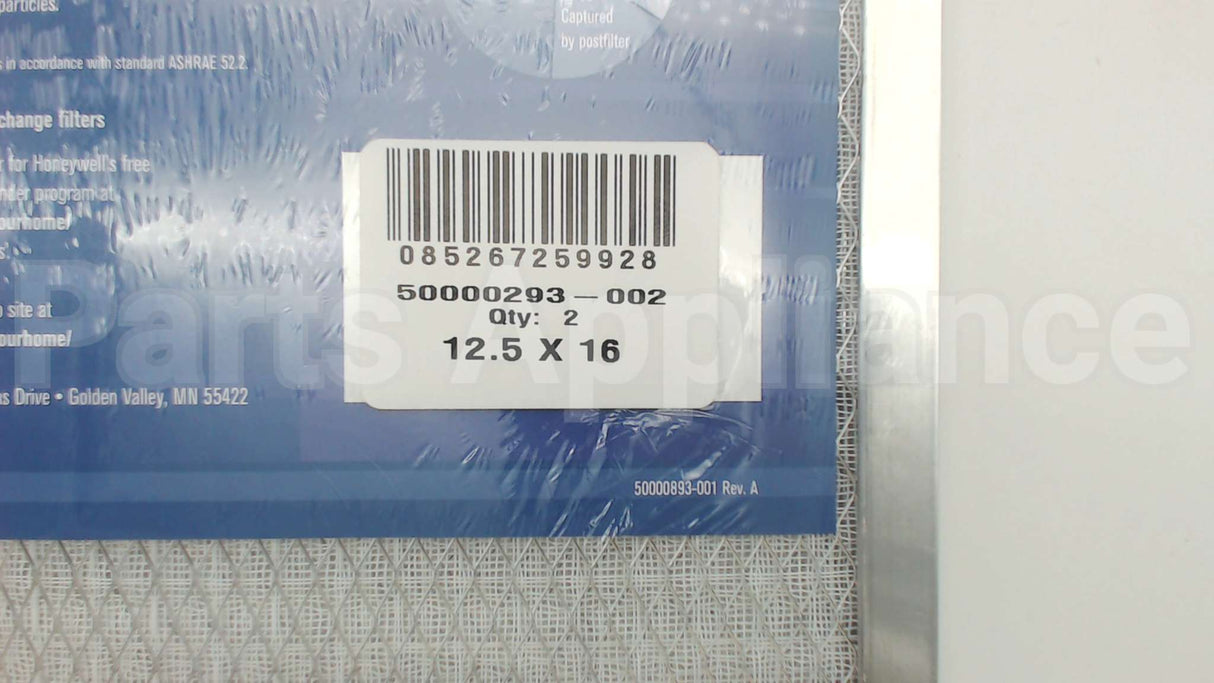 particles.
Captured
by postfilter
in accordance with standard ASHRAE 52.2.
change filters
for Honeywell's free
program at
ourhome/
site at
ourhome/
Drive • Golden Valley, MN 55422
085267259928
50000293-002
Qty: 2
12.5 X 16
50000893-001 Rev. A
Parts Appliance